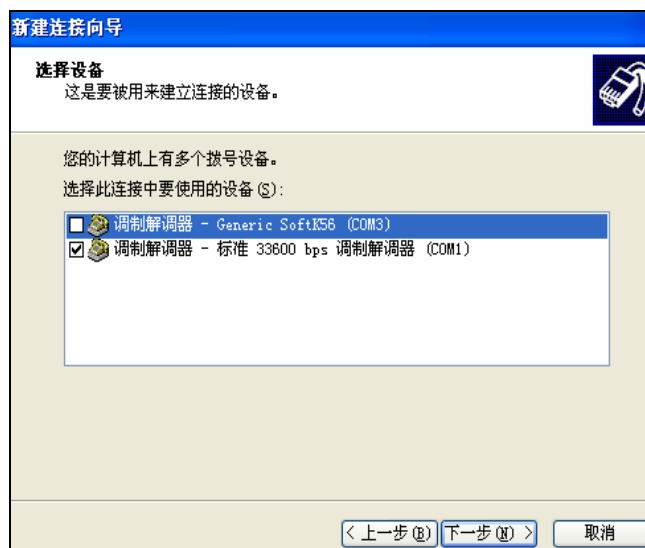 新建连接向导
选择设备
这是要被用来建立连接的设备。
您的计算机上有多个拨号设备。
选择此连接中要使用的设备(S):
调制解调器 - Generic SoftK56 (COM3)
调制解调器 - 标准 33600 bps 调制解调器 (COM1)
< 上一步(B) 下一步(N) > 取消